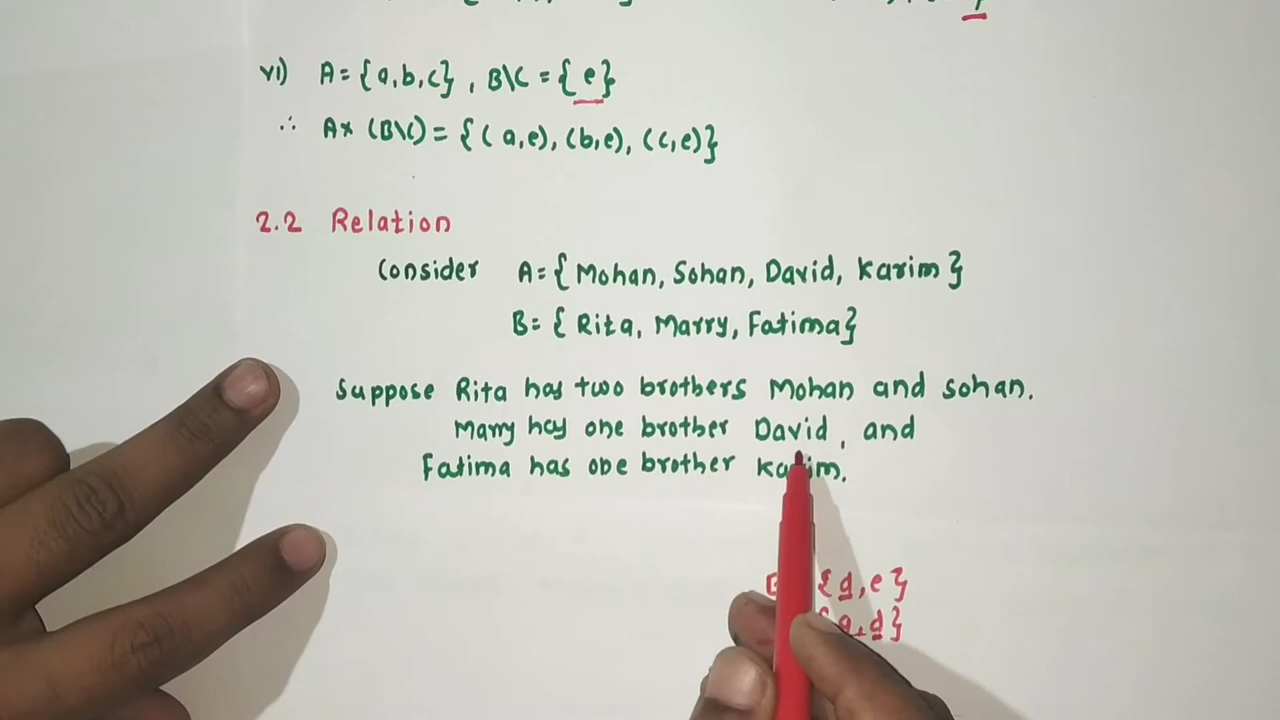 vi) A = {a,b,c} , B\C = {e}
∴ A× (B\C) = {(a,e), (b,e), (c,e)}
2.2 Relation
Consider A = {Mohan, Sohan, David, Karim}
B = {Rita, Marry, Fatima}
Suppose Rita has two brothers Mohan and Sohan.
Marry has one brother David , and
Fatima has one brother Karim.
{d,e}
d}